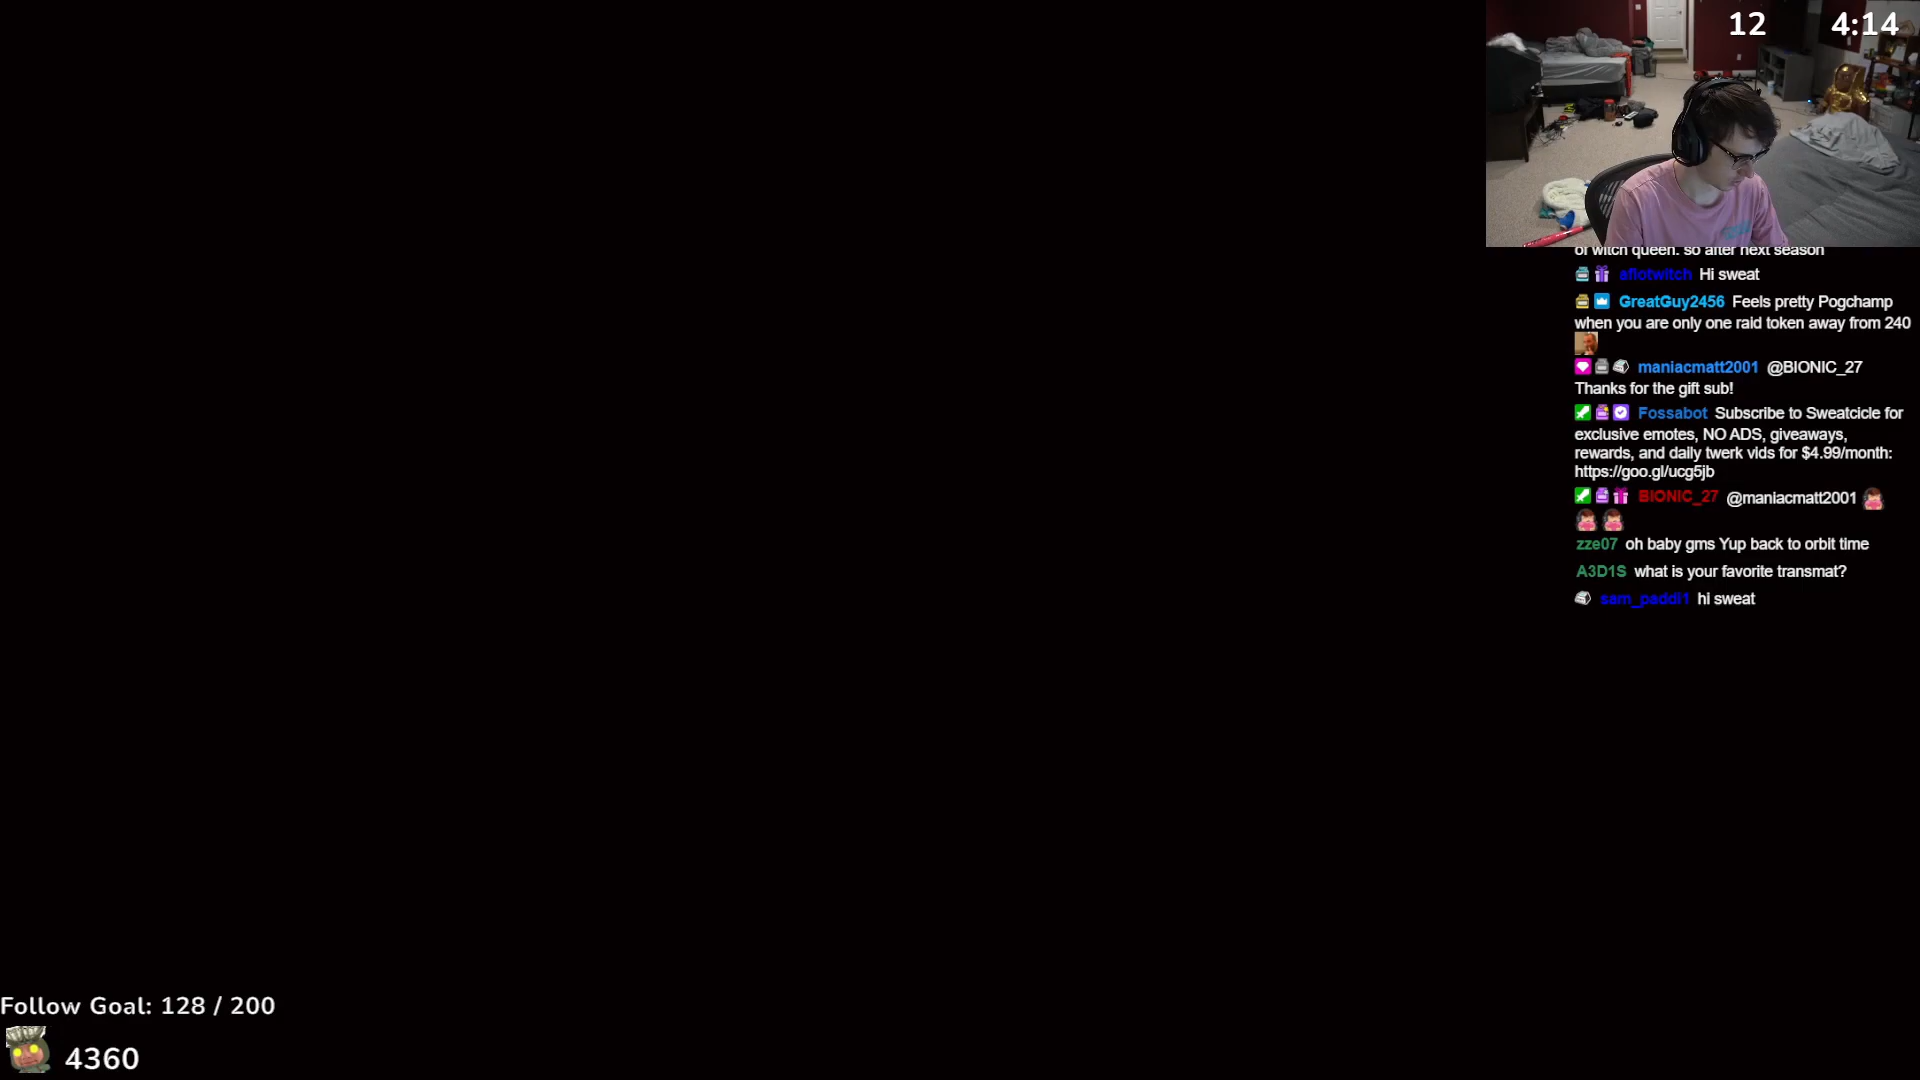 12 4:14
of witch queen. so after next season
aflotwitch Hi sweat
GreatGuy2456 Feels pretty Pogchamp
when you are only one raid token away from 240
maniacmatt2001 @BIONIC_27
Thanks for the gift sub!
Fossabot Subscribe to Sweatcicle for
exclusive emotes, NO ADS, giveaways,
rewards, and daily twerk vids for $4.99/month:
https://goo.gl/ucg5jb
BIONIC_27 @maniacmatt2001
zze07 oh baby gms Yup back to orbit time
A3D1S what is your favorite transmat?
sam_paddl1 hi sweat
Follow Goal: 128 / 200
4360